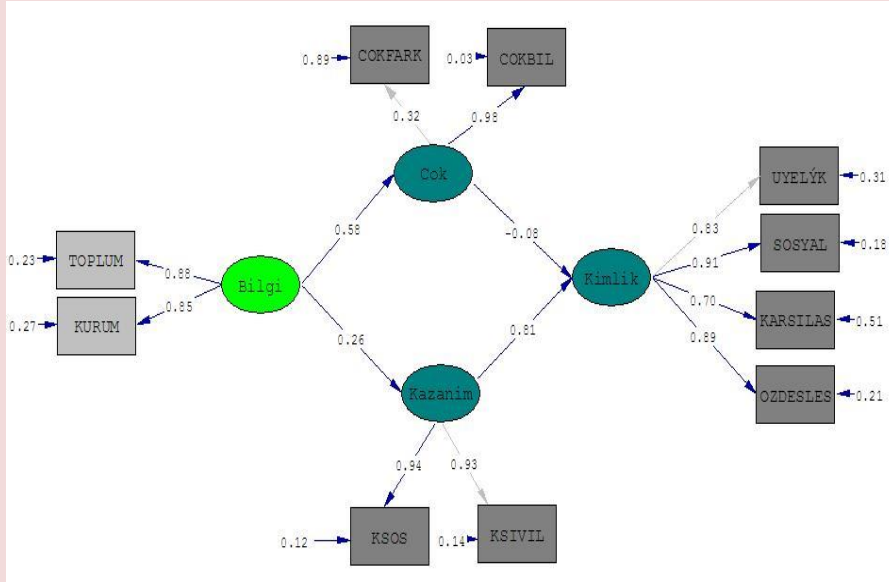 0.89
COKFARK
0.03
COKBIL
0.32
0.98
Cok
UYELÝK
0.31
0.58
-0.08
0.83
SOSYAL
0.18
0.23
TOPLUM
0.88
0.91
Bilgi
Kimlik
0.27
KURUM
0.85
0.70
KARSILAS
0.51
0.26
0.81
0.89
Kazanim
OZDESLES
0.21
0.94
0.93
0.12
KSOS
0.14
KSIVIL